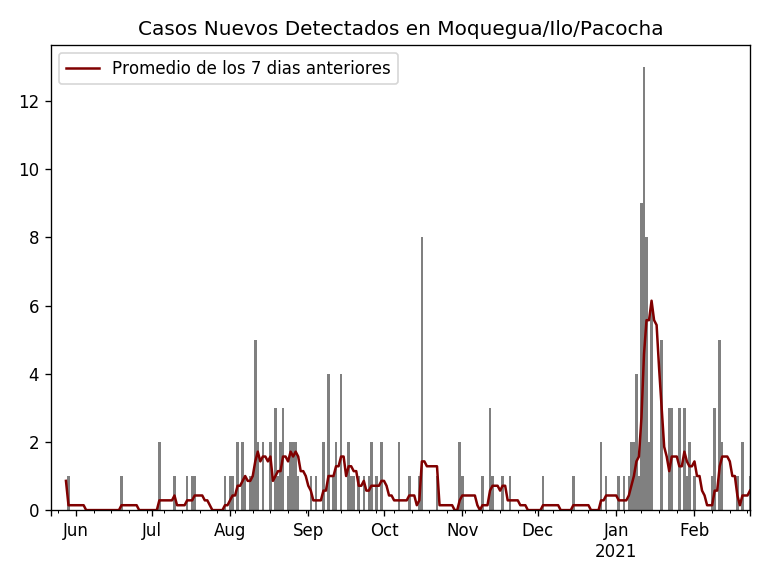 Casos Nuevos Detectados en Moquegua/Ilo/Pacocha
Promedio de los 7 dias anteriores
12
10
8
6
4
2
0
Jun Jul Aug Sep Oct Nov Dec Jan Feb
2021